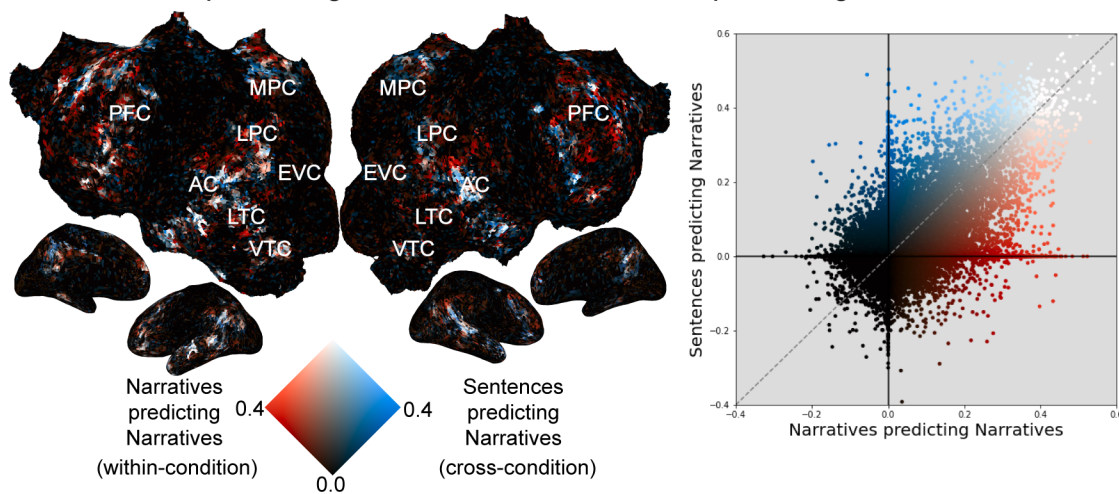 MPC
MPC
PFC
PFC
LPC
LPC
EVC
EVC
AC
AC
LTC
LTC
VTC
VTC
Narratives
predicting
Narratives
(within-condition)
0.4
0.4
0.0
Sentences
predicting
Narratives
(cross-condition)
Sentences predicting Narratives
0.6
0.4
0.2
0.0
−0.2
−0.4
−0.4
−0.2
0.0
0.2
0.4
0.6
Narratives predicting Narratives